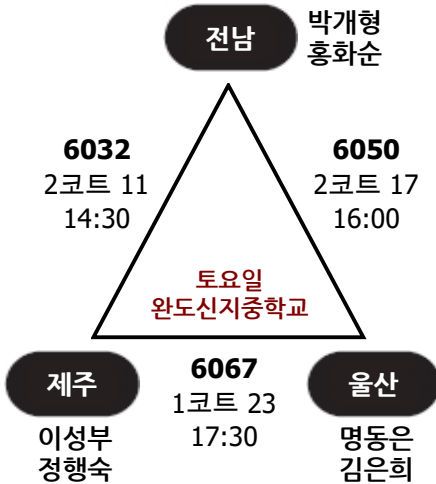 전남
박개형
홍화순
6032
2코트 11
14:30
6050
2코트 17
16:00
토요일
완도신지중학교
제주
이성부
정행숙
6067
1코트 23
17:30
울산
명동은
김은희